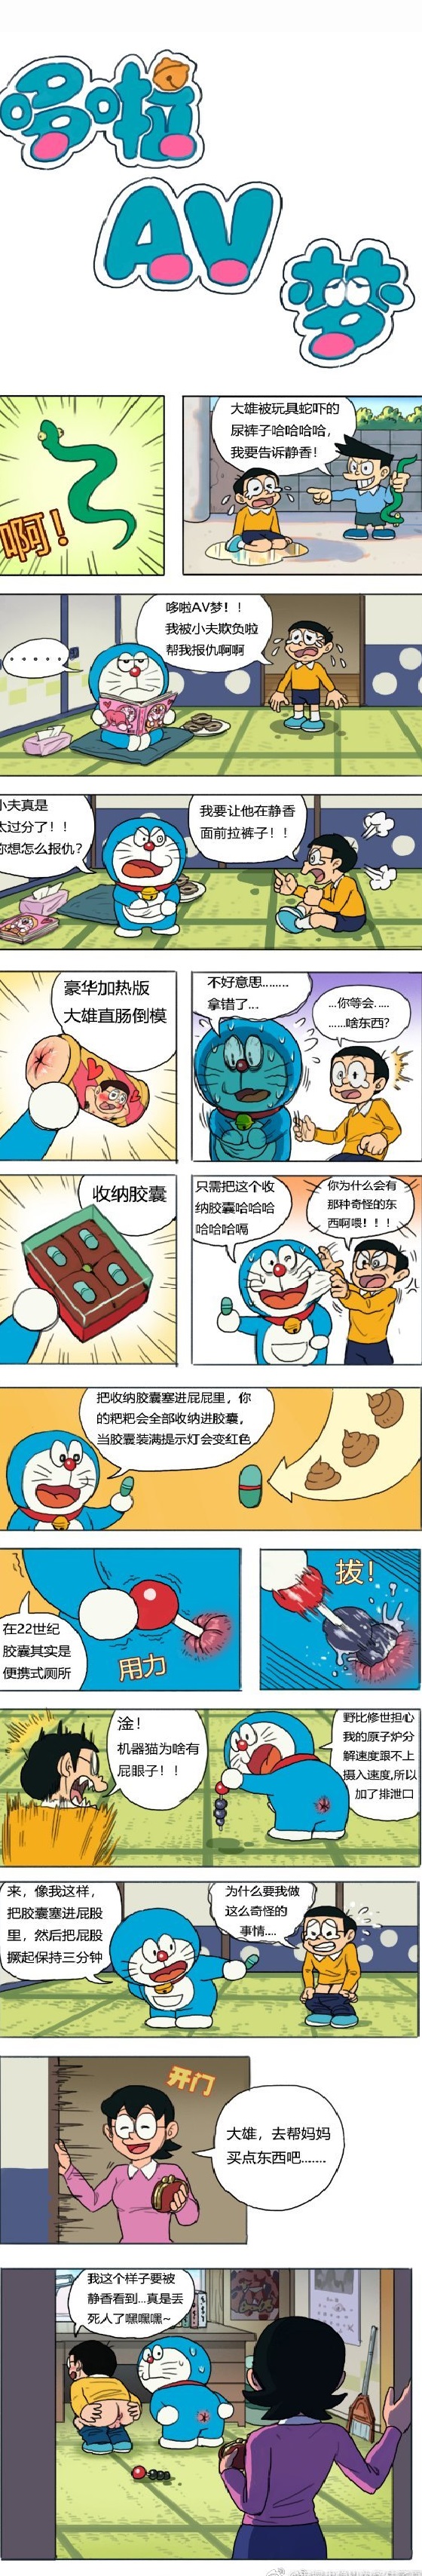 哆啦
AV
梦
啊！
大雄被玩具蛇吓的
尿裤子哈哈哈哈，
我要告诉静香！
哆啦AV梦！！
我被小夫欺负啦
帮我报仇啊啊
......
小夫真是
太过分了！！
你想怎么报仇？
我要让他在静香
面前拉裤子！！
豪华加热版
大雄直肠倒模
不好意思........
拿错了...
...你等会.....
......啥东西？
收纳胶囊
只需把这个收
纳胶囊哈哈哈
哈哈哈嗝
你为什么会有
那种奇怪的东
西啊喂！！！
把收纳胶囊塞进屁屁里，你
的粑粑会全部收纳进胶囊，
当胶囊装满提示灯会变红色
在22世纪
胶囊其实是
便携式厕所
用力
拔！
淦！
机器猫为啥有
屁眼子！！
野比修世担心
我的原子炉分
解速度跟不上
摄入速度,所以
加了排泄口
来，像我这样，
把胶囊塞进屁股
里，然后把屁股
撅起保持三分钟
为什么要我做
这么奇怪的
事情....
开门
大雄，去帮妈妈
买点东西吧........
我这个样子要被
静香看到...真是丢
死人了嘿嘿嘿~